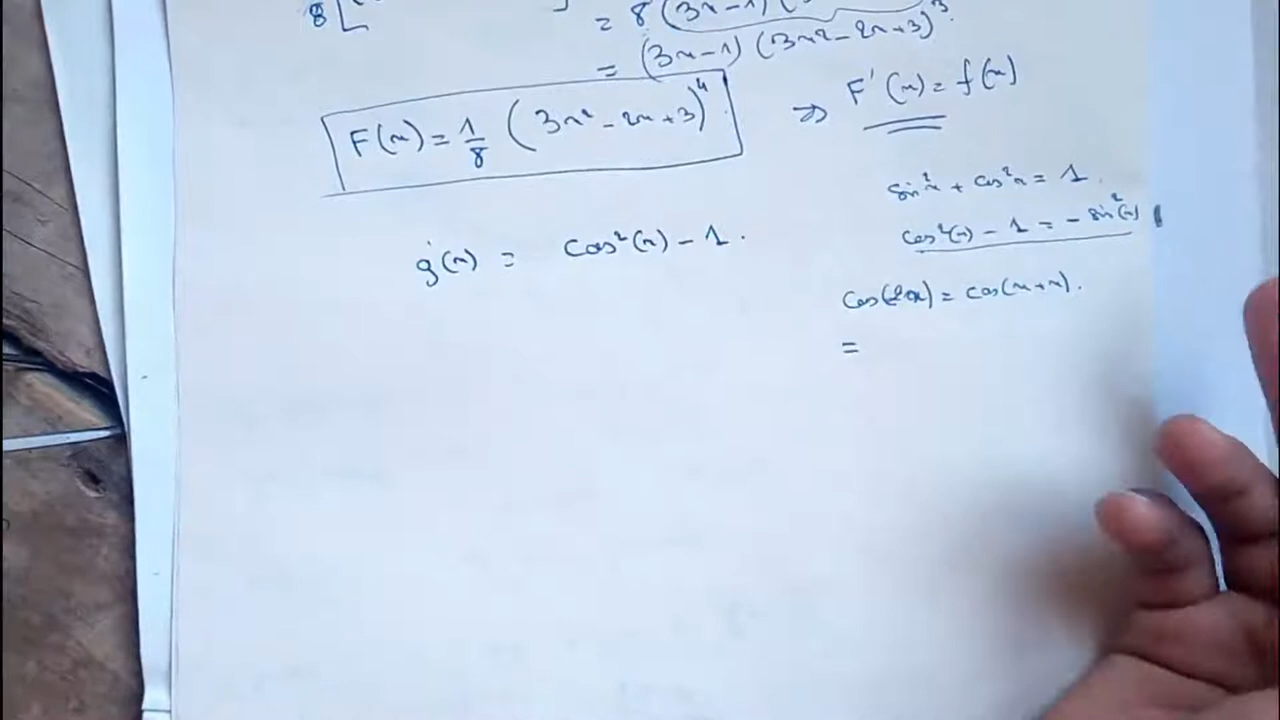 8 [
= 8 (3x-1) (
= (3x-1) (3x²-2x+3)³.
F(x) = 1/8 (3x²-2x+3)⁴
⇒ F'(x) = f(x)
sin²x + cos²x = 1.
g(x) = cos²(x) - 1.
cos²(x) - 1 = - sin²(x)
cos(2x) = cos(x+x).
=